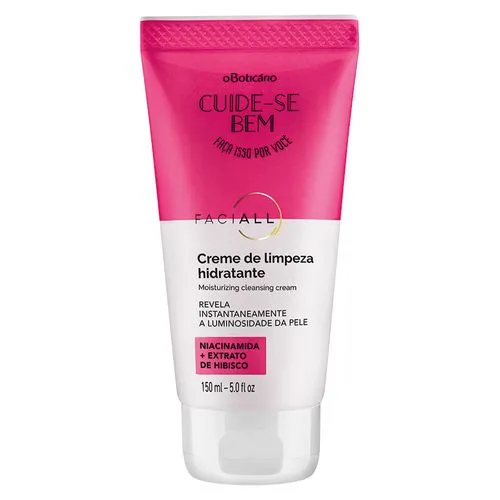 oBoticário
CUIDE-SE
BEM
FAÇA ISSO POR VOCÊ
FACIALL
Creme de limpeza
hidratante
Moisturizing cleansing cream
REVELA
INSTANTANEAMENTE
A LUMINOSIDADE DA PELE
NIACINAMIDA
+ EXTRATO
DE HIBISCO
150 ml – 5.0 fl oz